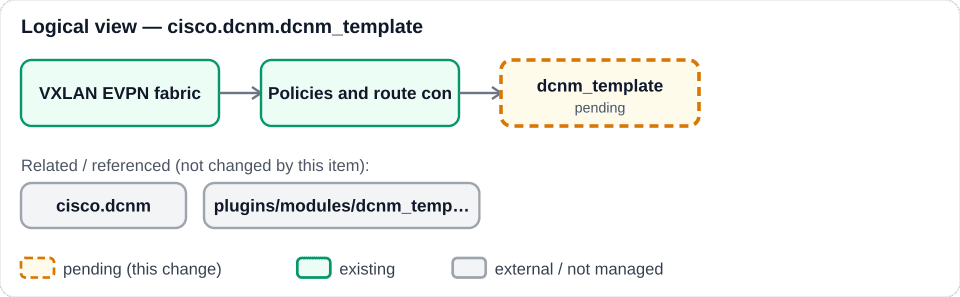 Logical view — cisco.dcnm.dcnm_template
VXLAN EVPN fabric
Policies and route con
dcnm_template
pending
Related / referenced (not changed by this item):
cisco.dcnm
plugins/modules/dcnm_temp…
pending (this change)
existing
external / not managed